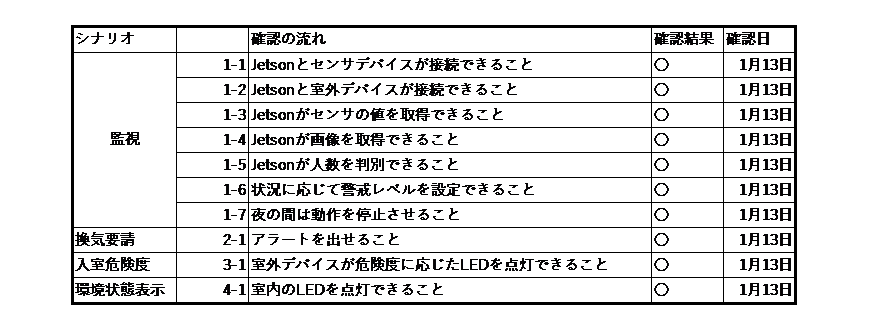 シナリオ 確認の流れ 確認結果 確認日
1-1 Jetsonとセンサデバイスが接続できること ○ 1月13日
1-2 Jetsonと室外デバイスが接続できること ○ 1月13日
1-3 Jetsonがセンサの値を取得できること ○ 1月13日
監視 1-4 Jetsonが画像を取得できること ○ 1月13日
1-5 Jetsonが人数を判別できること ○ 1月13日
1-6 状況に応じて警戒レベルを設定できること ○ 1月13日
1-7 夜の間は動作を停止させること ○ 1月13日
換気要請 2-1 アラートを出せること ○ 1月13日
入室危険度 3-1 室外デバイスが危険度に応じたLEDを点灯できること ○ 1月13日
環境状態表示 4-1 室内のLEDを点灯できること ○ 1月13日